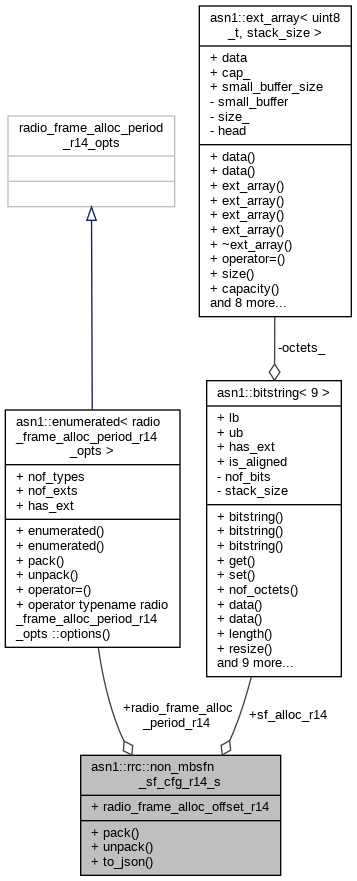 asn1::ext_array< uint8
_t, stack_size >
+ data
+ cap_
+ small_buffer_size
- small_buffer
- size_
- head
+ data()
+ data()
+ ext_array()
+ ext_array()
+ ext_array()
+ ext_array()
+ ~ext_array()
+ operator=()
+ size()
+ capacity()
and 8 more...
radio_frame_alloc_period
_r14_opts
-octets_
asn1::bitstring< 9 >
+ lb
+ ub
+ has_ext
+ is_aligned
- nof_bits
- stack_size
+ bitstring()
+ bitstring()
+ bitstring()
+ get()
+ set()
+ nof_octets()
+ data()
+ data()
+ length()
+ resize()
and 9 more...
asn1::enumerated< radio
_frame_alloc_period_r14
_opts >
+ nof_types
+ nof_exts
+ has_ext
+ enumerated()
+ enumerated()
+ pack()
+ unpack()
+ operator=()
+ operator typename radio
_frame_alloc_period_r14
_opts ::options()
+radio_frame_alloc
_period_r14
+sf_alloc_r14
asn1::rrc::non_mbsfn
_sf_cfg_r14_s
+ radio_frame_alloc_offset_r14
+ pack()
+ unpack()
+ to_json()